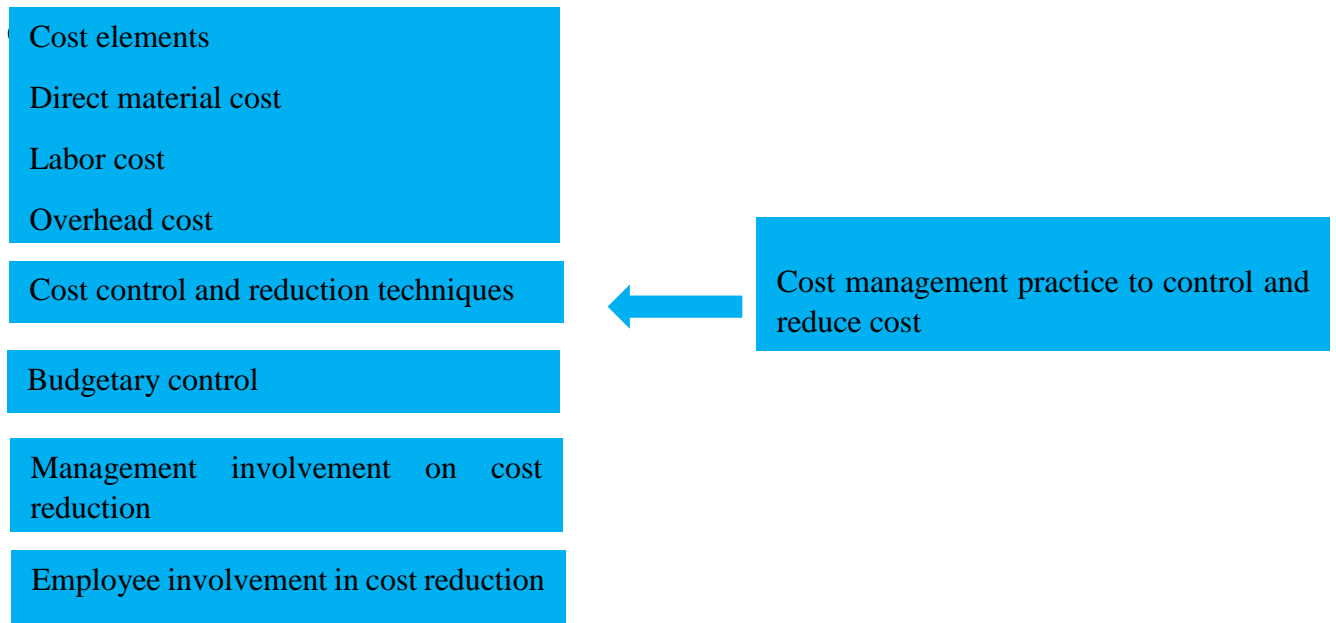 Cost elements
Direct material cost
Labor cost
Overhead cost
Cost control and reduction techniques
Cost management practice to control and
reduce cost
Budgetary control
Management involvement on cost
reduction
Employee involvement in cost reduction